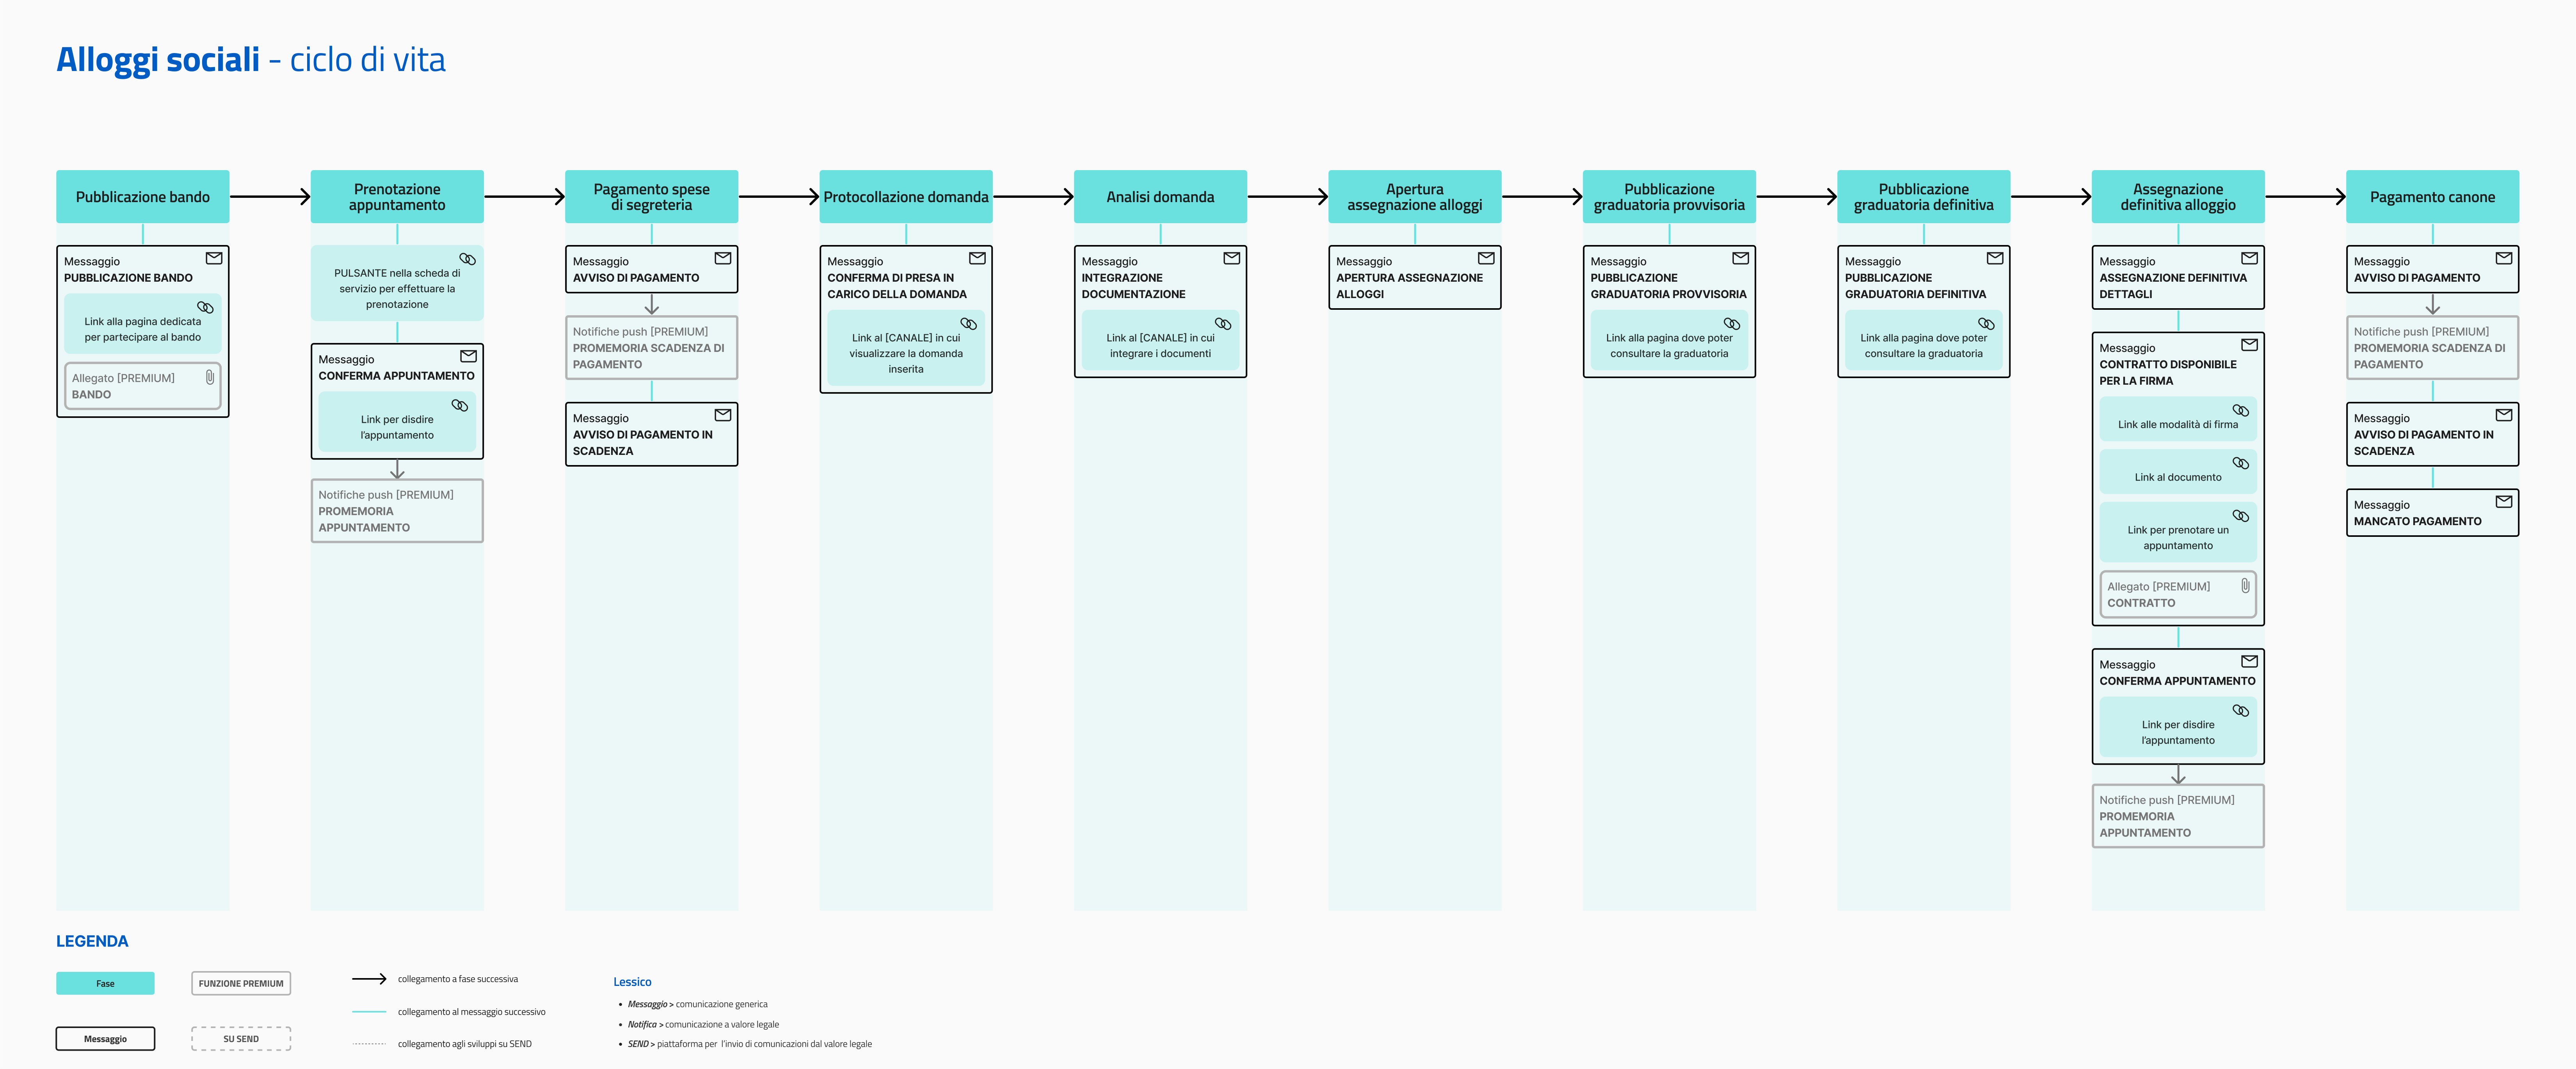 Alloggi sociali - ciclo di vita
Pubblicazione bando
Messaggio
PUBBLICAZIONE BANDO
Link alla pagina dedicata
per partecipare al bando
Allegato [PREMIUM]
BANDO
Prenotazione
appuntamento
PULSANTE nella scheda di
servizio per effettuare la
prenotazione
Messaggio
CONFERMA APPUNTAMENTO
Link per disdire
l'appuntamento
Notifiche push [PREMIUM]
PROMEMORIA
APPUNTAMENTO
Pagamento spese
di segreteria
Messaggio
AVVISO DI PAGAMENTO
Notifiche push [PREMIUM]
PROMEMORIA SCADENZA DI
PAGAMENTO
Messaggio
AVVISO DI PAGAMENTO IN
SCADENZA
Protocollazione domanda
Messaggio
CONFERMA DI PRESA IN
CARICO DELLA DOMANDA
Link al [CANALE] in cui
visualizzare la domanda
inserita
Analisi domanda
Messaggio
INTEGRAZIONE
DOCUMENTAZIONE
Link al [CANALE] in cui
integrare i documenti
Apertura
assegnazione alloggi
Messaggio
APERTURA ASSEGNAZIONE
ALLOGGI
Pubblicazione
graduatoria provvisoria
Messaggio
PUBBLICAZIONE
GRADUATORIA PROVVISORIA
Link alla pagina dove poter
consultare la graduatoria
Pubblicazione
graduatoria definitiva
Messaggio
PUBBLICAZIONE
GRADUATORIA DEFINITIVA
Link alla pagina dove poter
consultare la graduatoria
Assegnazione
definitiva alloggio
Messaggio
ASSEGNAZIONE DEFINITIVA
DETTAGLI
Messaggio
CONTRATTO DISPONIBILE
PER LA FIRMA
Link alle modalità di firma
Link al documento
Link per prenotare un
appuntamento
Allegato [PREMIUM]
CONTRATTO
Messaggio
CONFERMA APPUNTAMENTO
Link per disdire
l'appuntamento
Notifiche push [PREMIUM]
PROMEMORIA
APPUNTAMENTO
Pagamento canone
Messaggio
AVVISO DI PAGAMENTO
Notifiche push [PREMIUM]
PROMEMORIA SCADENZA DI
PAGAMENTO
Messaggio
AVVISO DI PAGAMENTO IN
SCADENZA
Messaggio
MANCATO PAGAMENTO
LEGENDA
Fase
FUNZIONE PREMIUM
Messaggio
SU SEND
collegamento a fase successiva
collegamento al messaggio successivo
collegamento agli sviluppi su SEND
Lessico
• Messaggio > comunicazione generica
• Notifica > comunicazione a valore legale
• SEND > piattaforma per l'invio di comunicazioni dal valore legale